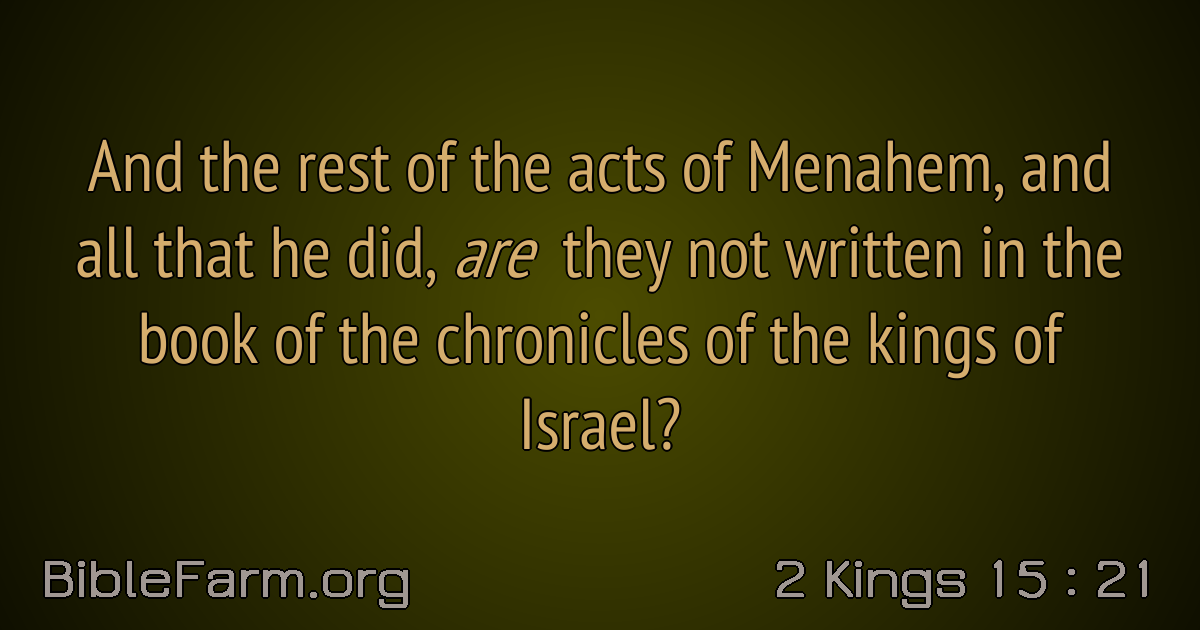 And the rest of the acts of Menahem, and
all that he did, are they not written in the
book of the chronicles of the kings of
Israel?
BibleFarm.org
2 Kings 15 : 21